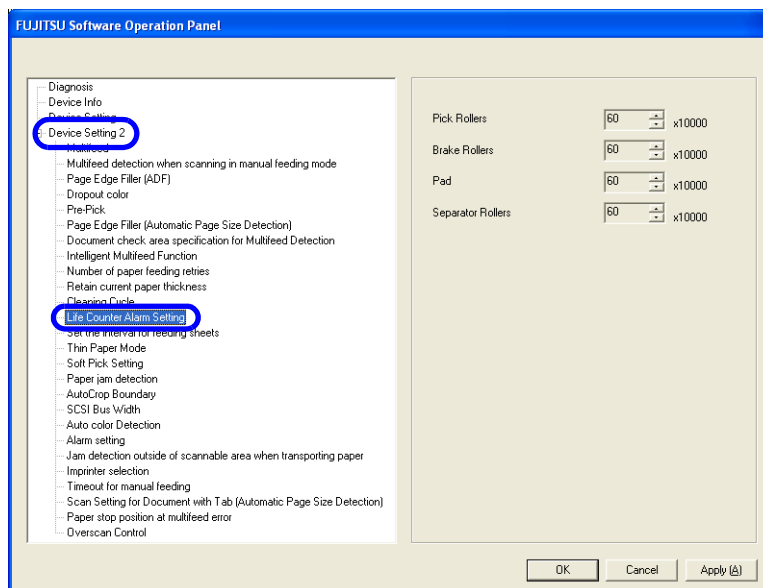 FUJITSU Software Operation Panel
Diagnosis
Device Info
Device Setting
Device Setting 2
Multifeed
Multifeed detection when scanning in manual feeding mode
Page Edge Filler (ADF)
Dropout color
Pre-Pick
Page Edge Filler (Automatic Page Size Detection)
Document check area specification for Multifeed Detection
Intelligent Multifeed Function
Number of paper feeding retries
Retain current paper thickness
Cleaning Cycle
Life Counter Alarm Setting
Set the interval for feeding sheets
Thin Paper Mode
Soft Pick Setting
Paper jam detection
AutoCrop Boundary
SCSI Bus Width
Auto color Detection
Alarm setting
Jam detection outside of scannable area when transporting paper
Imprinter selection
Timeout for manual feeding
Scan Setting for Document with Tab (Automatic Page Size Detection)
Paper stop position at multifeed error
Overscan Control
Pick Rollers 60 x10000
Brake Rollers 60 x10000
Pad 60 x10000
Separator Rollers 60 x10000
OK Cancel Apply (A)